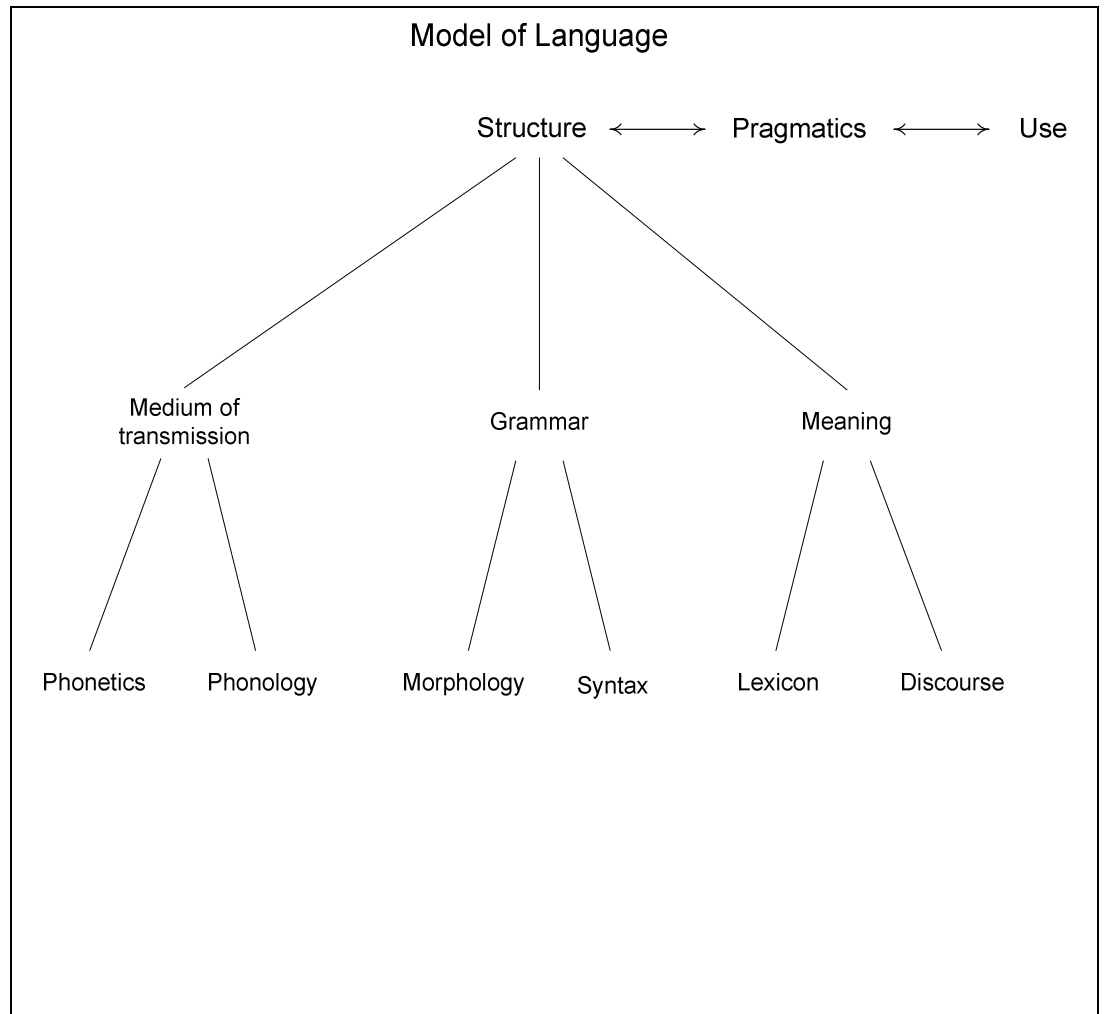 Model of Language
Structure Pragmatics Use
Medium of
transmission
Grammar
Meaning
Phonetics Phonology Morphology Syntax Lexicon Discourse